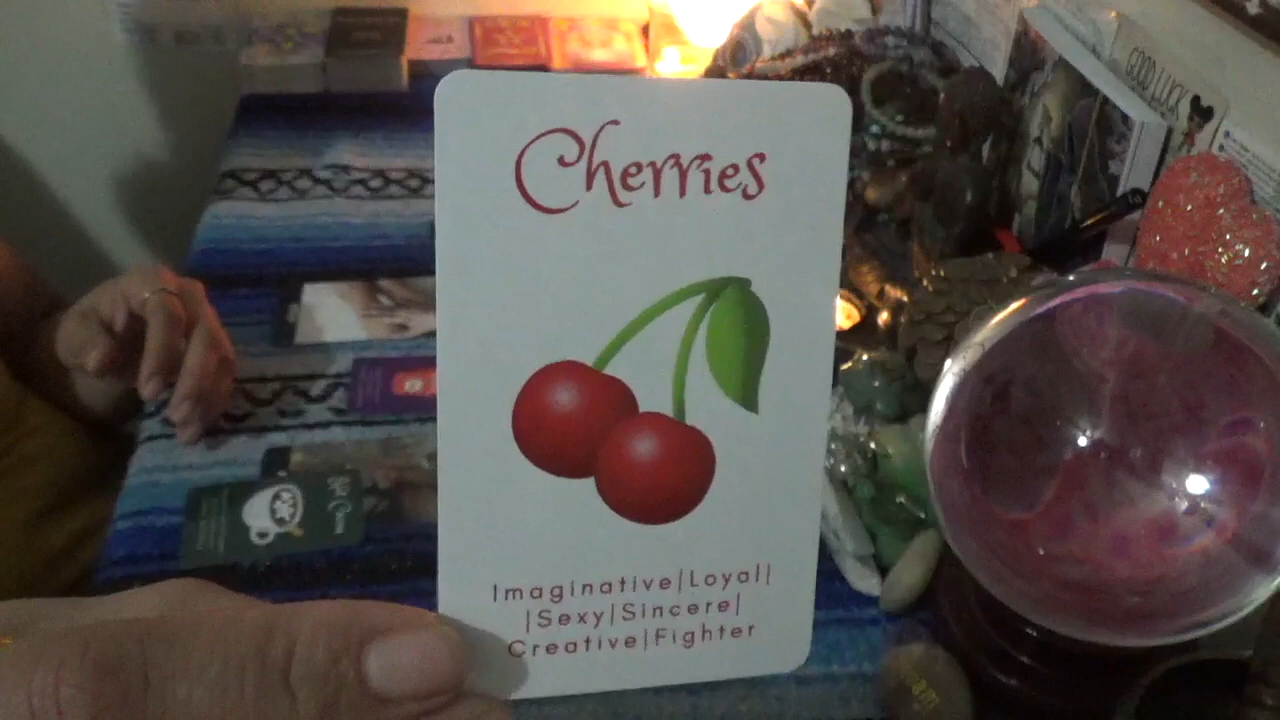 Cherries
Imaginative|Loyal|
|Sexy|Sincere|
Creative|Fighter
GOOD LUCK